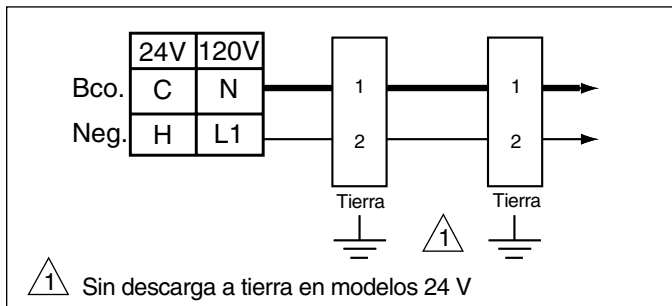 24V 120V
Bco. C N 1 1
Neg. H L1 2 2
Tierra Tierra
1
1 Sin descarga a tierra en modelos 24 V